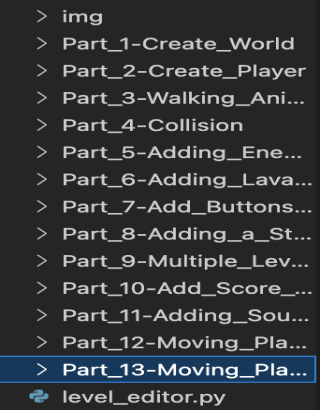 img
Part_1-Create_World
Part_2-Create_Player
Part_3-Walking_Ani...
Part_4-Collision
Part_5-Adding_Ene...
Part_6-Adding_Lava...
Part_7-Add_Buttons...
Part_8-Adding_a_St...
Part_9-Multiple_Lev...
Part_10-Add_Score_...
Part_11-Adding_Sou...
Part_12-Moving_Pla...
Part_13-Moving_Pla...
level_editor.py